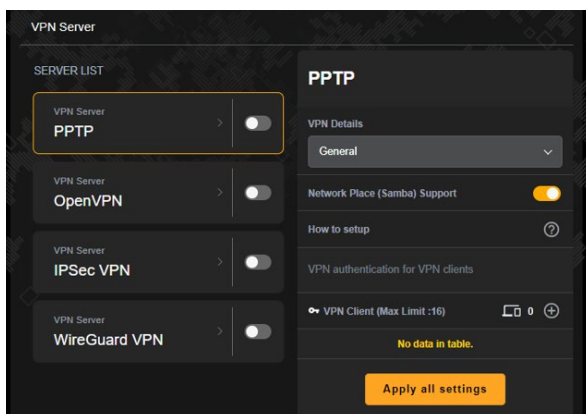 VPN Server
SERVER LIST
VPN Server
PPTP
VPN Server
OpenVPN
VPN Server
IPSec VPN
VPN Server
WireGuard VPN
PPTP
VPN Details
General
Network Place (Samba) Support
How to setup
VPN authentication for VPN clients
VPN Client (Max Limit :16) 0
No data in table.
Apply all settings